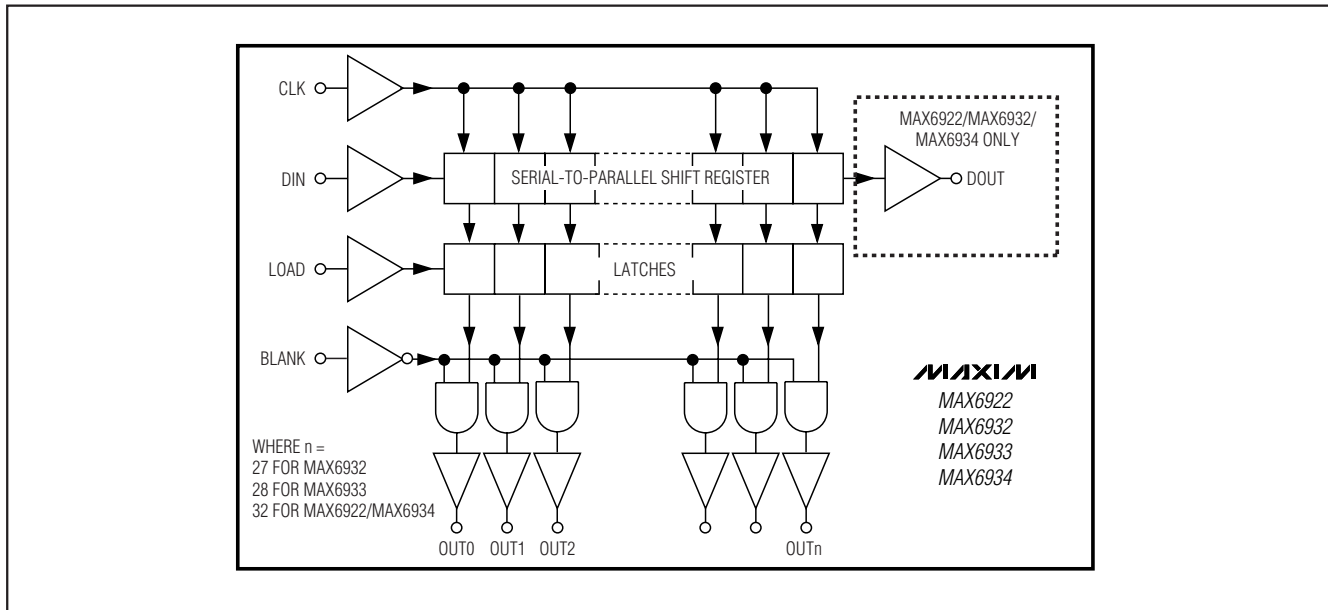 CLK
MAX6922/MAX6932/
MAX6934 ONLY
DIN
SERIAL-TO-PARALLEL SHIFT REGISTER
DOUT
LOAD
LATCHES
BLANK
MAXIM
MAX6922
MAX6932
MAX6933
MAX6934
WHERE n =
27 FOR MAX6932
28 FOR MAX6933
32 FOR MAX6922/MAX6934
OUT0 OUT1 OUT2 OUTn